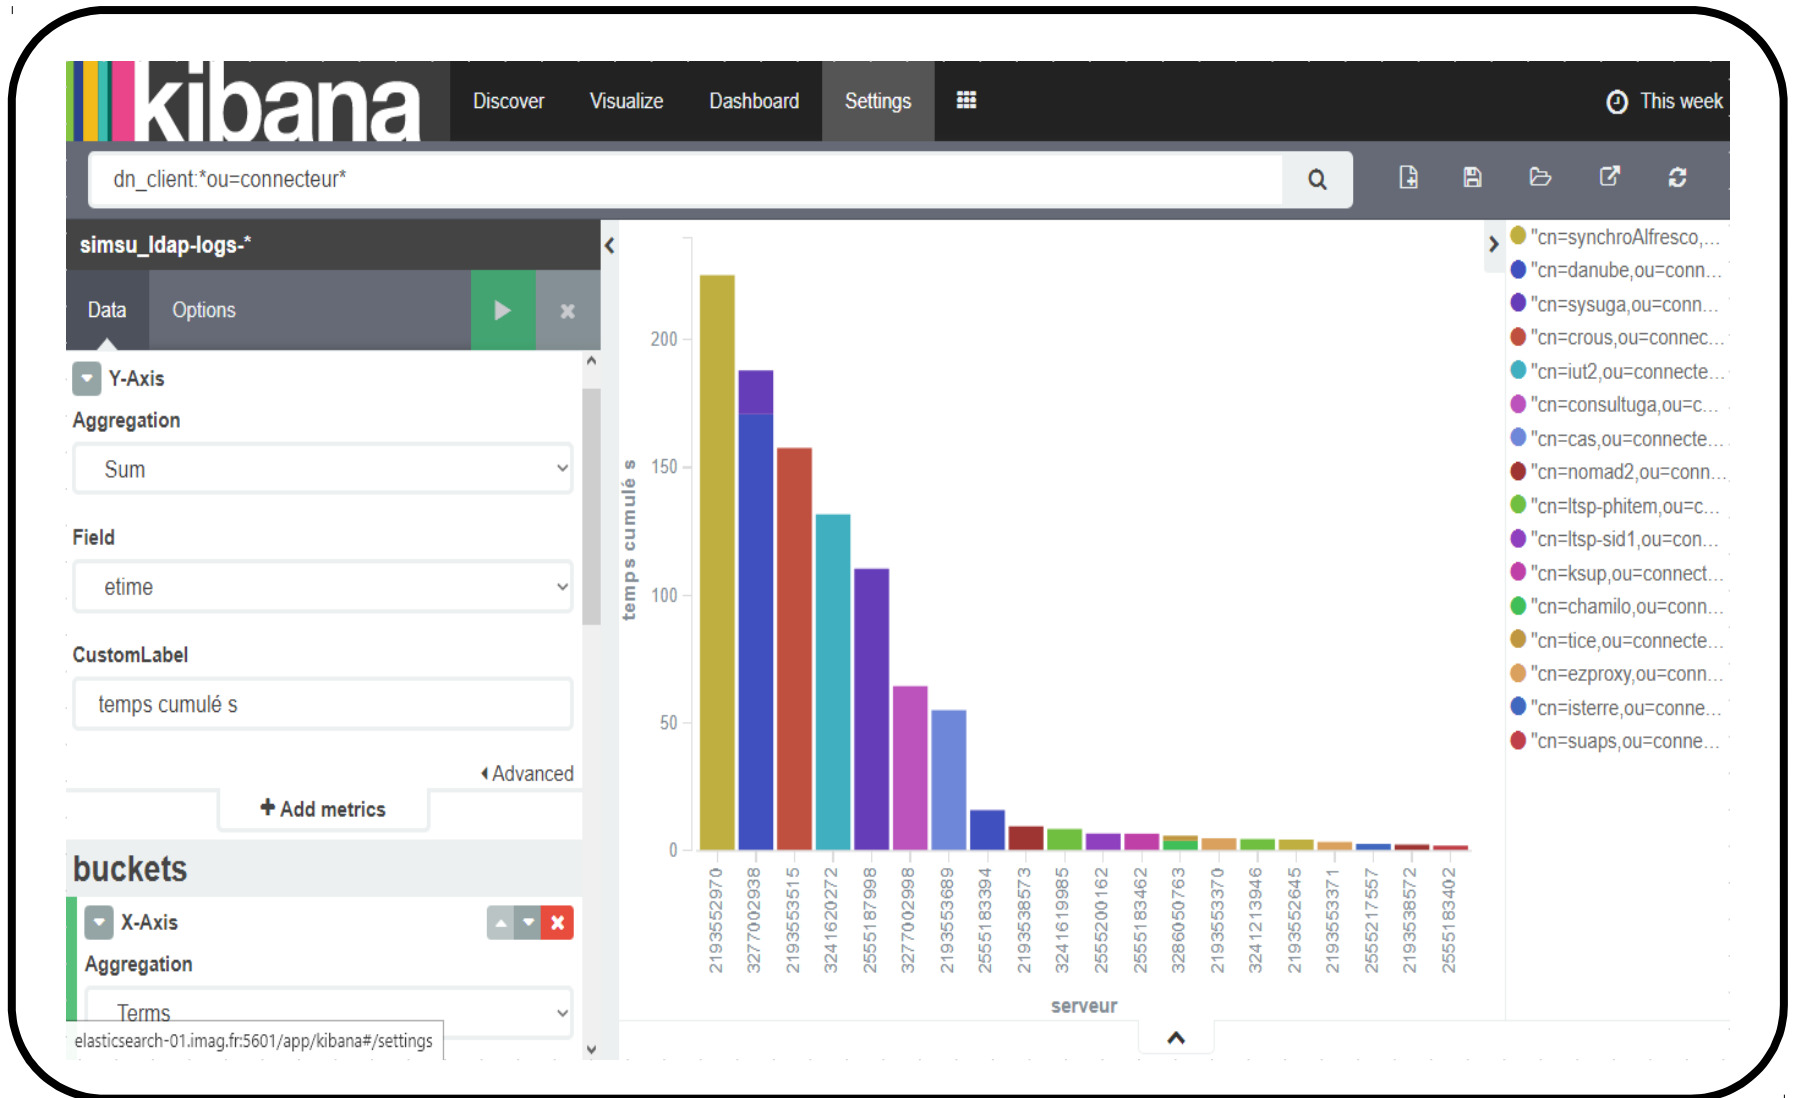 kibana
Discover
Visualize
Dashboard
Settings
This week
dn_client:*ou=connecteur*
simsu_ldap-logs-*
Data
Options
Y-Axis
Aggregation
Sum
Field
etime
CustomLabel
temps cumulé s
Advanced
Add metrics
buckets
X-Axis
Aggregation
Terms
elasticsearch-01.imag.fr:5601/app/kibana#/settings
temps cumulé s
200
150
100
50
0
2193552970
3277002938
2193553515
3241620272
2555187998
3277002998
2193553689
2555183394
2193538573
3241619985
2555200162
2555183462
3286050763
2193553370
3241213946
2193552645
2193553371
2555217557
2193538572
2555183402
serveur
"cn=synchroAlfresco,...
"cn=danube,ou=conn...
"cn=sysuga,ou=conn...
"cn=crous,ou=connec...
"cn=iut2,ou=connecte...
"cn=consultuga,ou=c...
"cn=cas,ou=connecte...
"cn=nomad2,ou=conn...
"cn=ltsp-phitem,ou=c...
"cn=ltsp-sid1,ou=con...
"cn=ksup,ou=connect...
"cn=chamilo,ou=conn...
"cn=tice,ou=connecte...
"cn=ezproxy,ou=conn...
"cn=isterre,ou=conne...
"cn=suaps,ou=conne...